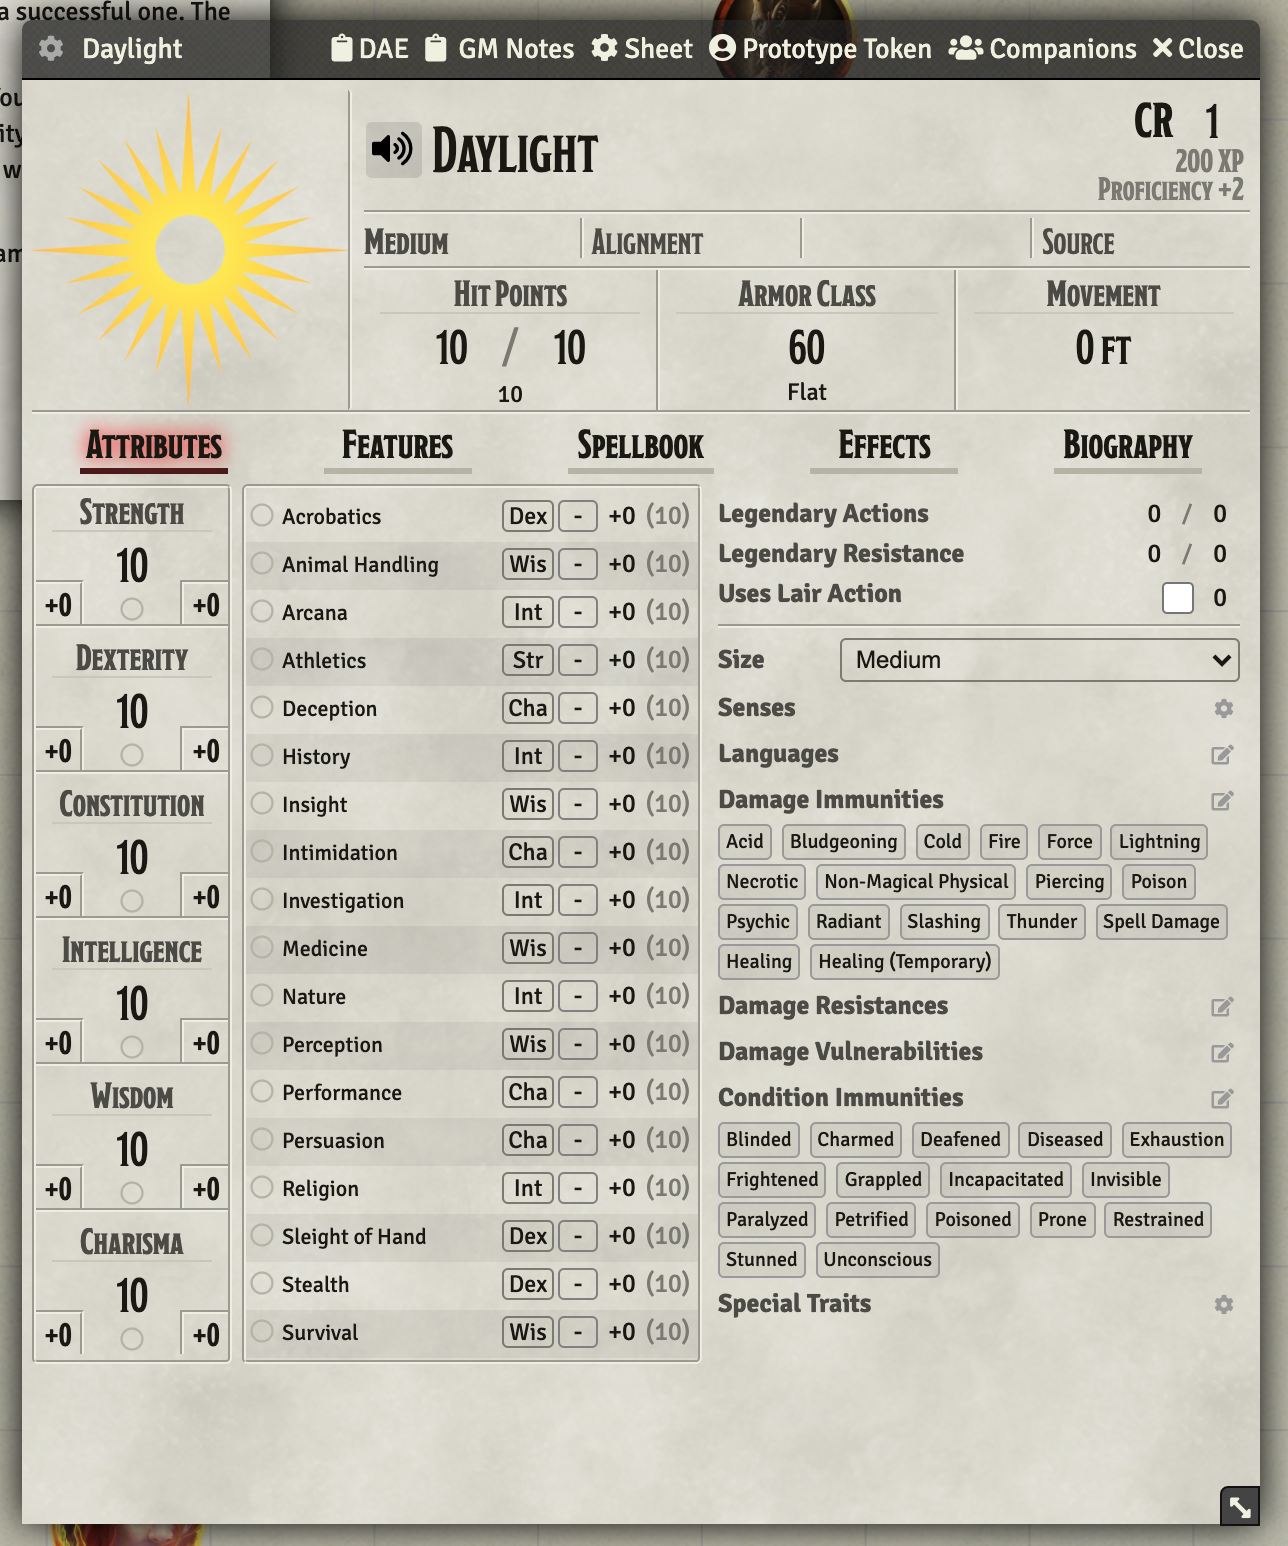 a successful one. The
Daylight DAE GM Notes Sheet Prototype Token Companions Close
You
ity
w
am
DAYLIGHT
CR 1
200 XP
PROFICIENCY +2
MEDIUM ALIGNMENT SOURCE
HIT POINTS ARMOR CLASS MOVEMENT
10 / 10 60 0 FT
10 Flat
ATTRIBUTES FEATURES SPELLBOOK EFFECTS BIOGRAPHY
STRENGTH
10
+0 +0
DEXTERITY
10
+0 +0
CONSTITUTION
10
+0 +0
INTELLIGENCE
10
+0 +0
WISDOM
10
+0 +0
CHARISMA
10
+0 +0
Acrobatics Dex - +0 (10)
Animal Handling Wis - +0 (10)
Arcana Int - +0 (10)
Athletics Str - +0 (10)
Deception Cha - +0 (10)
History Int - +0 (10)
Insight Wis - +0 (10)
Intimidation Cha - +0 (10)
Investigation Int - +0 (10)
Medicine Wis - +0 (10)
Nature Int - +0 (10)
Perception Wis - +0 (10)
Performance Cha - +0 (10)
Persuasion Cha - +0 (10)
Religion Int - +0 (10)
Sleight of Hand Dex - +0 (10)
Stealth Dex - +0 (10)
Survival Wis - +0 (10)
Legendary Actions 0 / 0
Legendary Resistance 0 / 0
Uses Lair Action 0
Size Medium
Senses
Languages
Damage Immunities
Acid Bludgeoning Cold Fire Force Lightning
Necrotic Non-Magical Physical Piercing Poison
Psychic Radiant Slashing Thunder Spell Damage
Healing Healing (Temporary)
Damage Resistances
Damage Vulnerabilities
Condition Immunities
Blinded Charmed Deafened Diseased Exhaustion
Frightened Grappled Incapacitated Invisible
Paralyzed Petrified Poisoned Prone Restrained
Stunned Unconscious
Special Traits